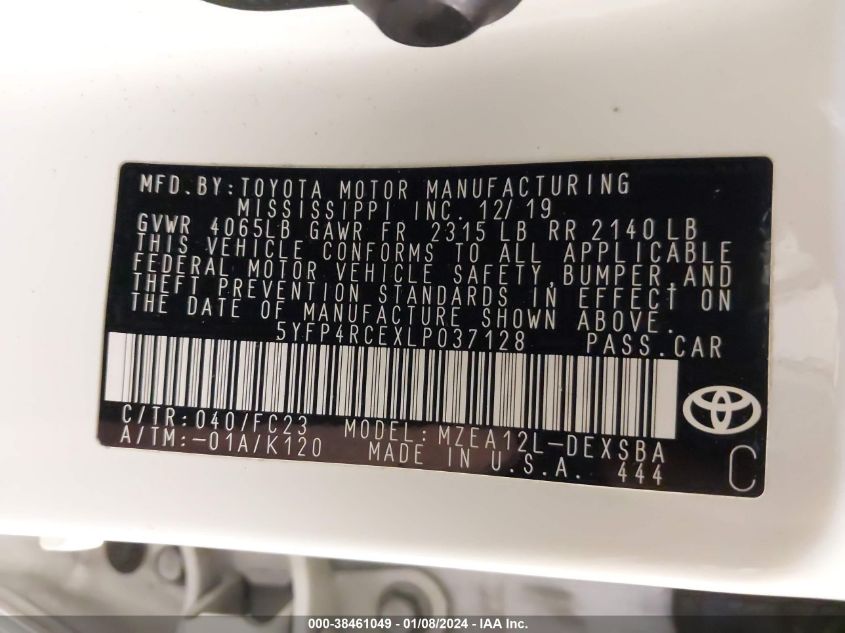 MFD. BY: TOYOTA MOTOR MANUFACTURING
MISSISSIPPI INC. 12/19
GVWR 4065LB GAWR FR 2315 LB RR 2140 LB
THIS VEHICLE CONFORMS TO ALL APPLICABLE
FEDERAL MOTOR VEHICLE SAFETY, BUMPER, AND
THEFT PREVENTION STANDARDS IN EFFECT ON
THE DATE OF MANUFACTURE SHOWN ABOVE.
5YFP4RCEXLP037128 PASS. CAR
C/TR: 040/FC23 MODEL: MZEA12L-DEXSBA
A/TM: -01A/K120 MADE IN U.S.A. 444 C
000-38461049 - 01/08/2024 - IAA Inc.